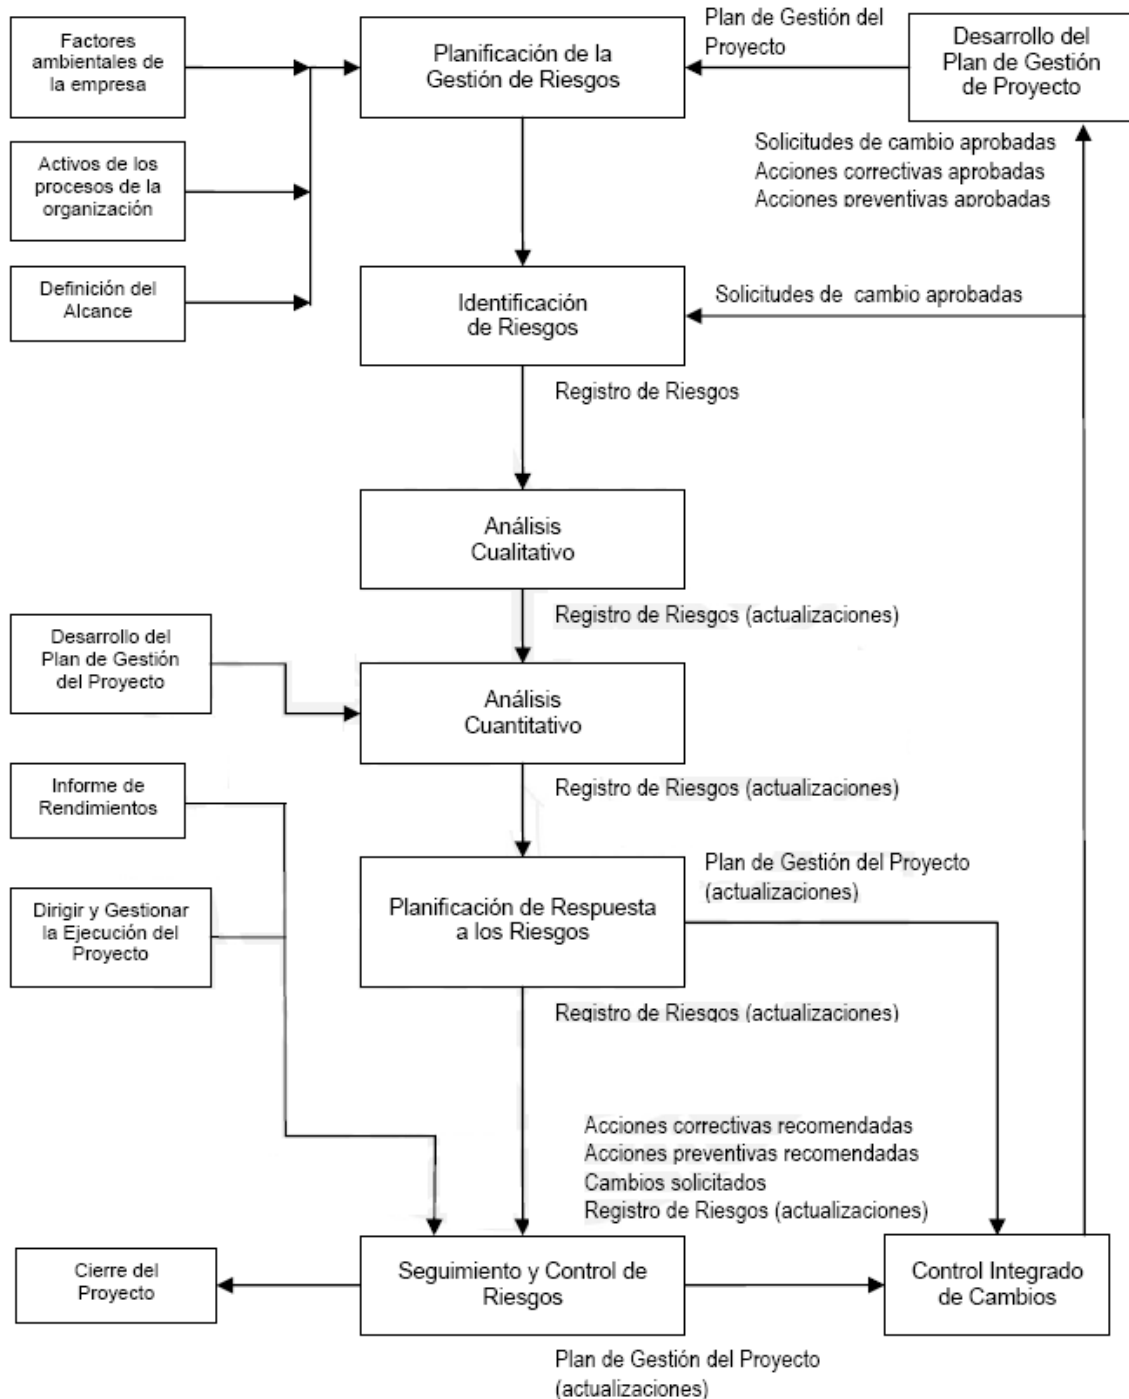 Factores
ambientales de
la empresa
Planificación de la
Gestión de Riesgos
Plan de Gestión del
Proyecto
Desarrollo del
Plan de Gestión
de Proyecto
Solicitudes de cambio aprobadas
Acciones correctivas aprobadas
Acciones preventivas aprobadas
Activos de los
procesos de la
organización
Definición del
Alcance
Identificación
de Riesgos
Solicitudes de cambio aprobadas
Registro de Riesgos
Análisis
Cualitativo
Registro de Riesgos (actualizaciones)
Desarrollo del
Plan de Gestión
del Proyecto
Análisis
Cuantitativo
Registro de Riesgos (actualizaciones)
Informe de
Rendimientos
Dirigir y Gestionar
la Ejecución del
Proyecto
Planificación de Respuesta
a los Riesgos
Plan de Gestión del Proyecto
(actualizaciones)
Registro de Riesgos (actualizaciones)
Acciones correctivas recomendadas
Acciones preventivas recomendadas
Cambios solicitados
Registro de Riesgos (actualizaciones)
Cierre del
Proyecto
Seguimiento y Control de
Riesgos
Control Integrado
de Cambios
Plan de Gestión del Proyecto
(actualizaciones)